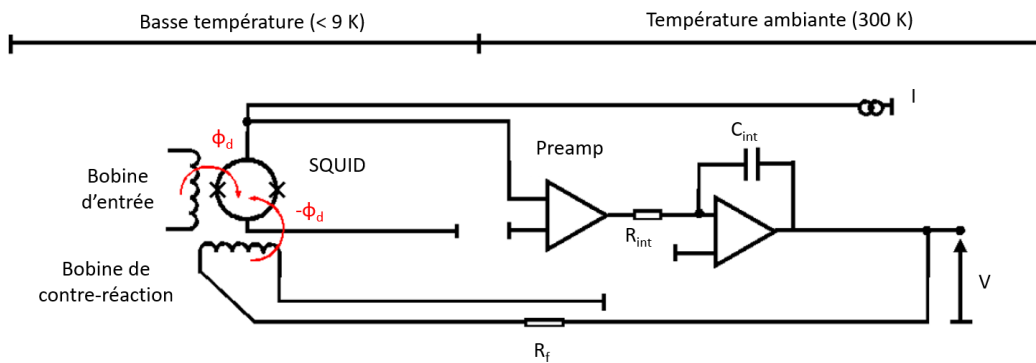 Basse température (< 9 K)
Température ambiante (300 K)
I
ϕd
Cint
SQUID
Preamp
Bobine
d'entrée
-ϕd
Rint
Bobine de
contre-réaction
V
Rf